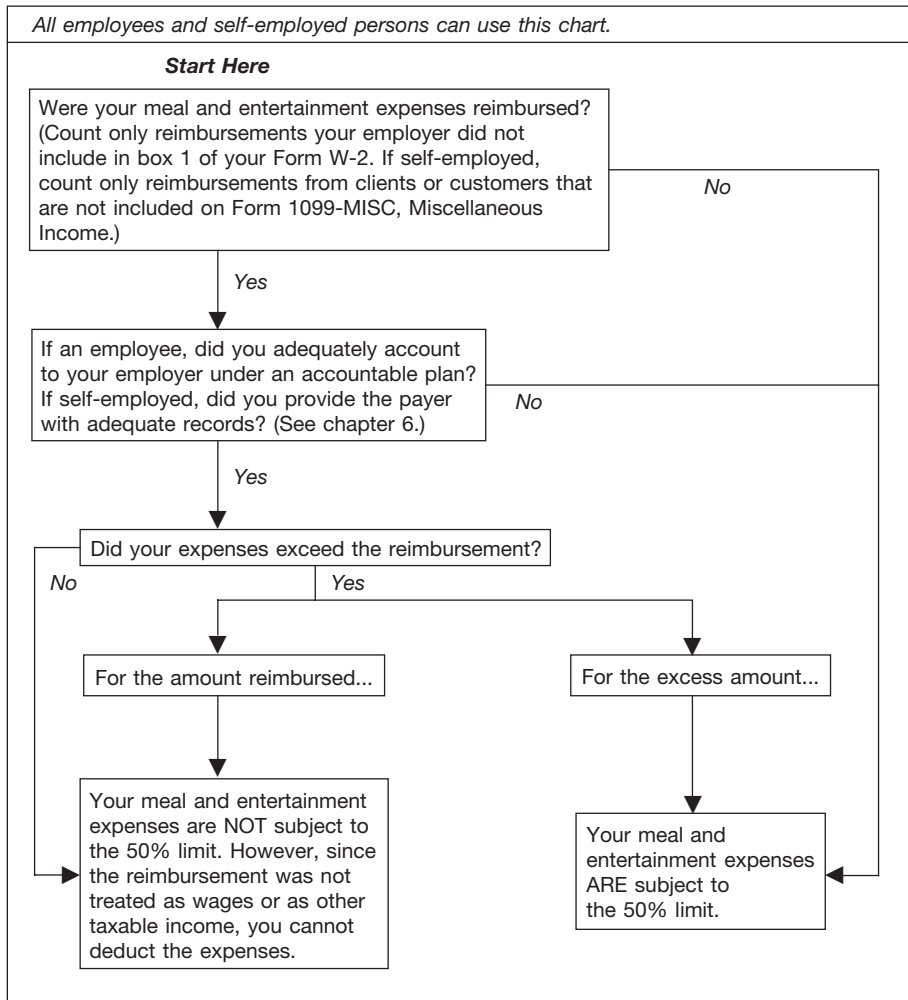 All employees and self-employed persons can use this chart.
Start Here
Were your meal and entertainment expenses reimbursed?
(Count only reimbursements your employer did not
include in box 1 of your Form W-2. If self-employed,
count only reimbursements from clients or customers that
are not included on Form 1099-MISC, Miscellaneous
Income.)
No
Yes
If an employee, did you adequately account
to your employer under an accountable plan?
If self-employed, did you provide the payer
with adequate records? (See chapter 6.)
No
Yes
Did your expenses exceed the reimbursement?
No
Yes
For the amount reimbursed...
For the excess amount...
Your meal and entertainment
expenses are NOT subject to
the 50% limit. However, since
the reimbursement was not
treated as wages or as other
taxable income, you cannot
deduct the expenses.
Your meal and
entertainment expenses
ARE subject to
the 50% limit.